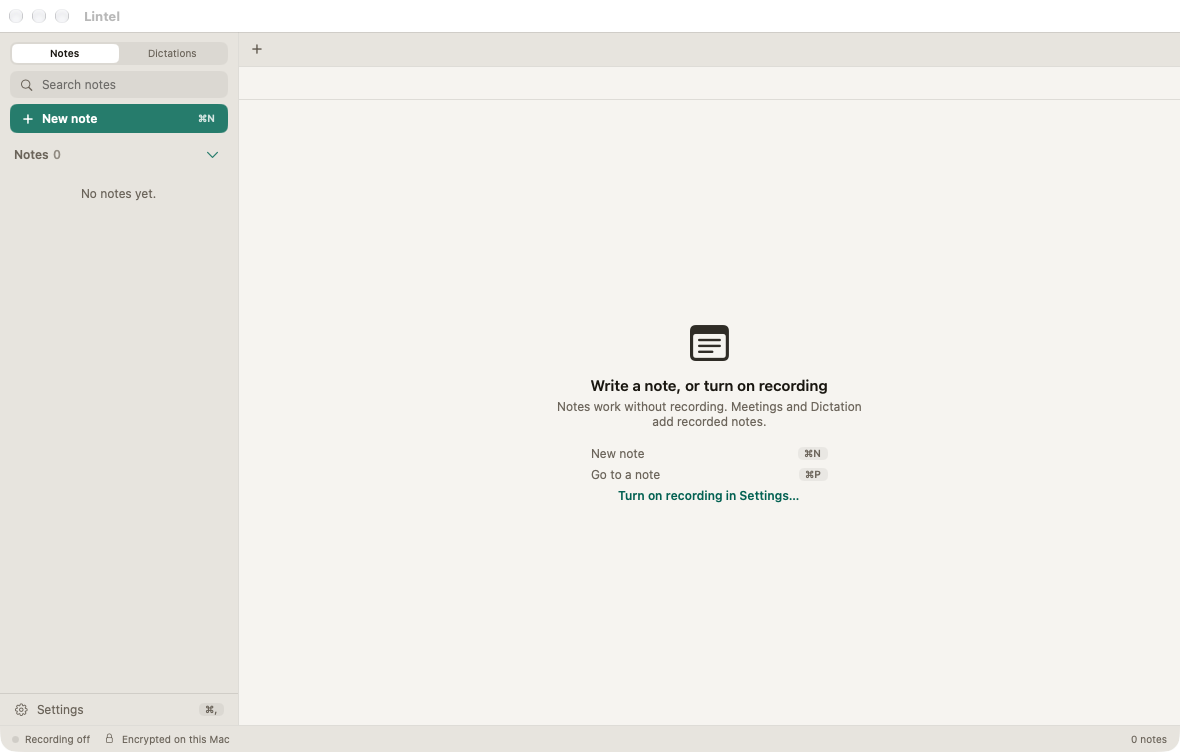 Lintel
Notes
Dictations
Search notes
New note ⌘N
Notes 0
No notes yet.
Write a note, or turn on recording
Notes work without recording. Meetings and Dictation
add recorded notes.
New note ⌘N
Go to a note ⌘P
Turn on recording in Settings...
Settings ⌘,
Recording off
Encrypted on this Mac
0 notes